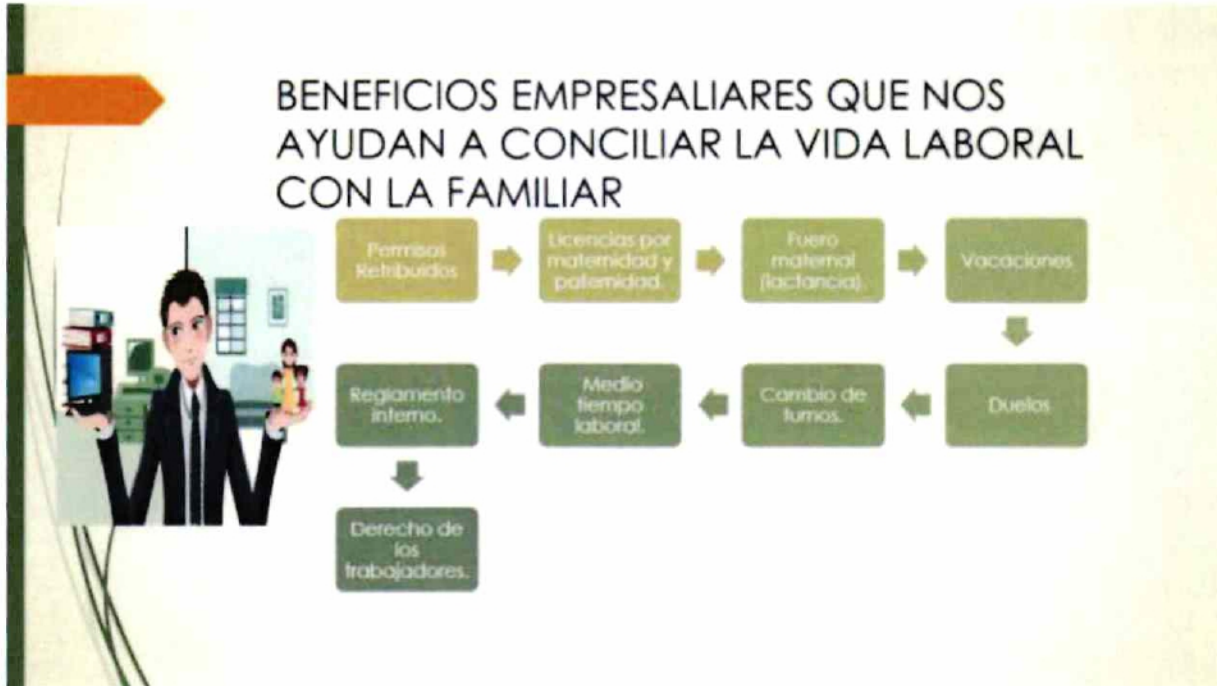 BENEFICIOS EMPRESALIARES QUE NOS
AYUDAN A CONCILIAR LA VIDA LABORAL
CON LA FAMILIAR
Permisos
Retribuidos
Licencias por
maternidad y
paternidad.
Fuero
maternal
(lactancia).
Vacaciones
Duelos
Cambio de
turnos.
Medio
tiempo
laboral.
Reglamento
interno.
Derecho de
los
trabajadores.